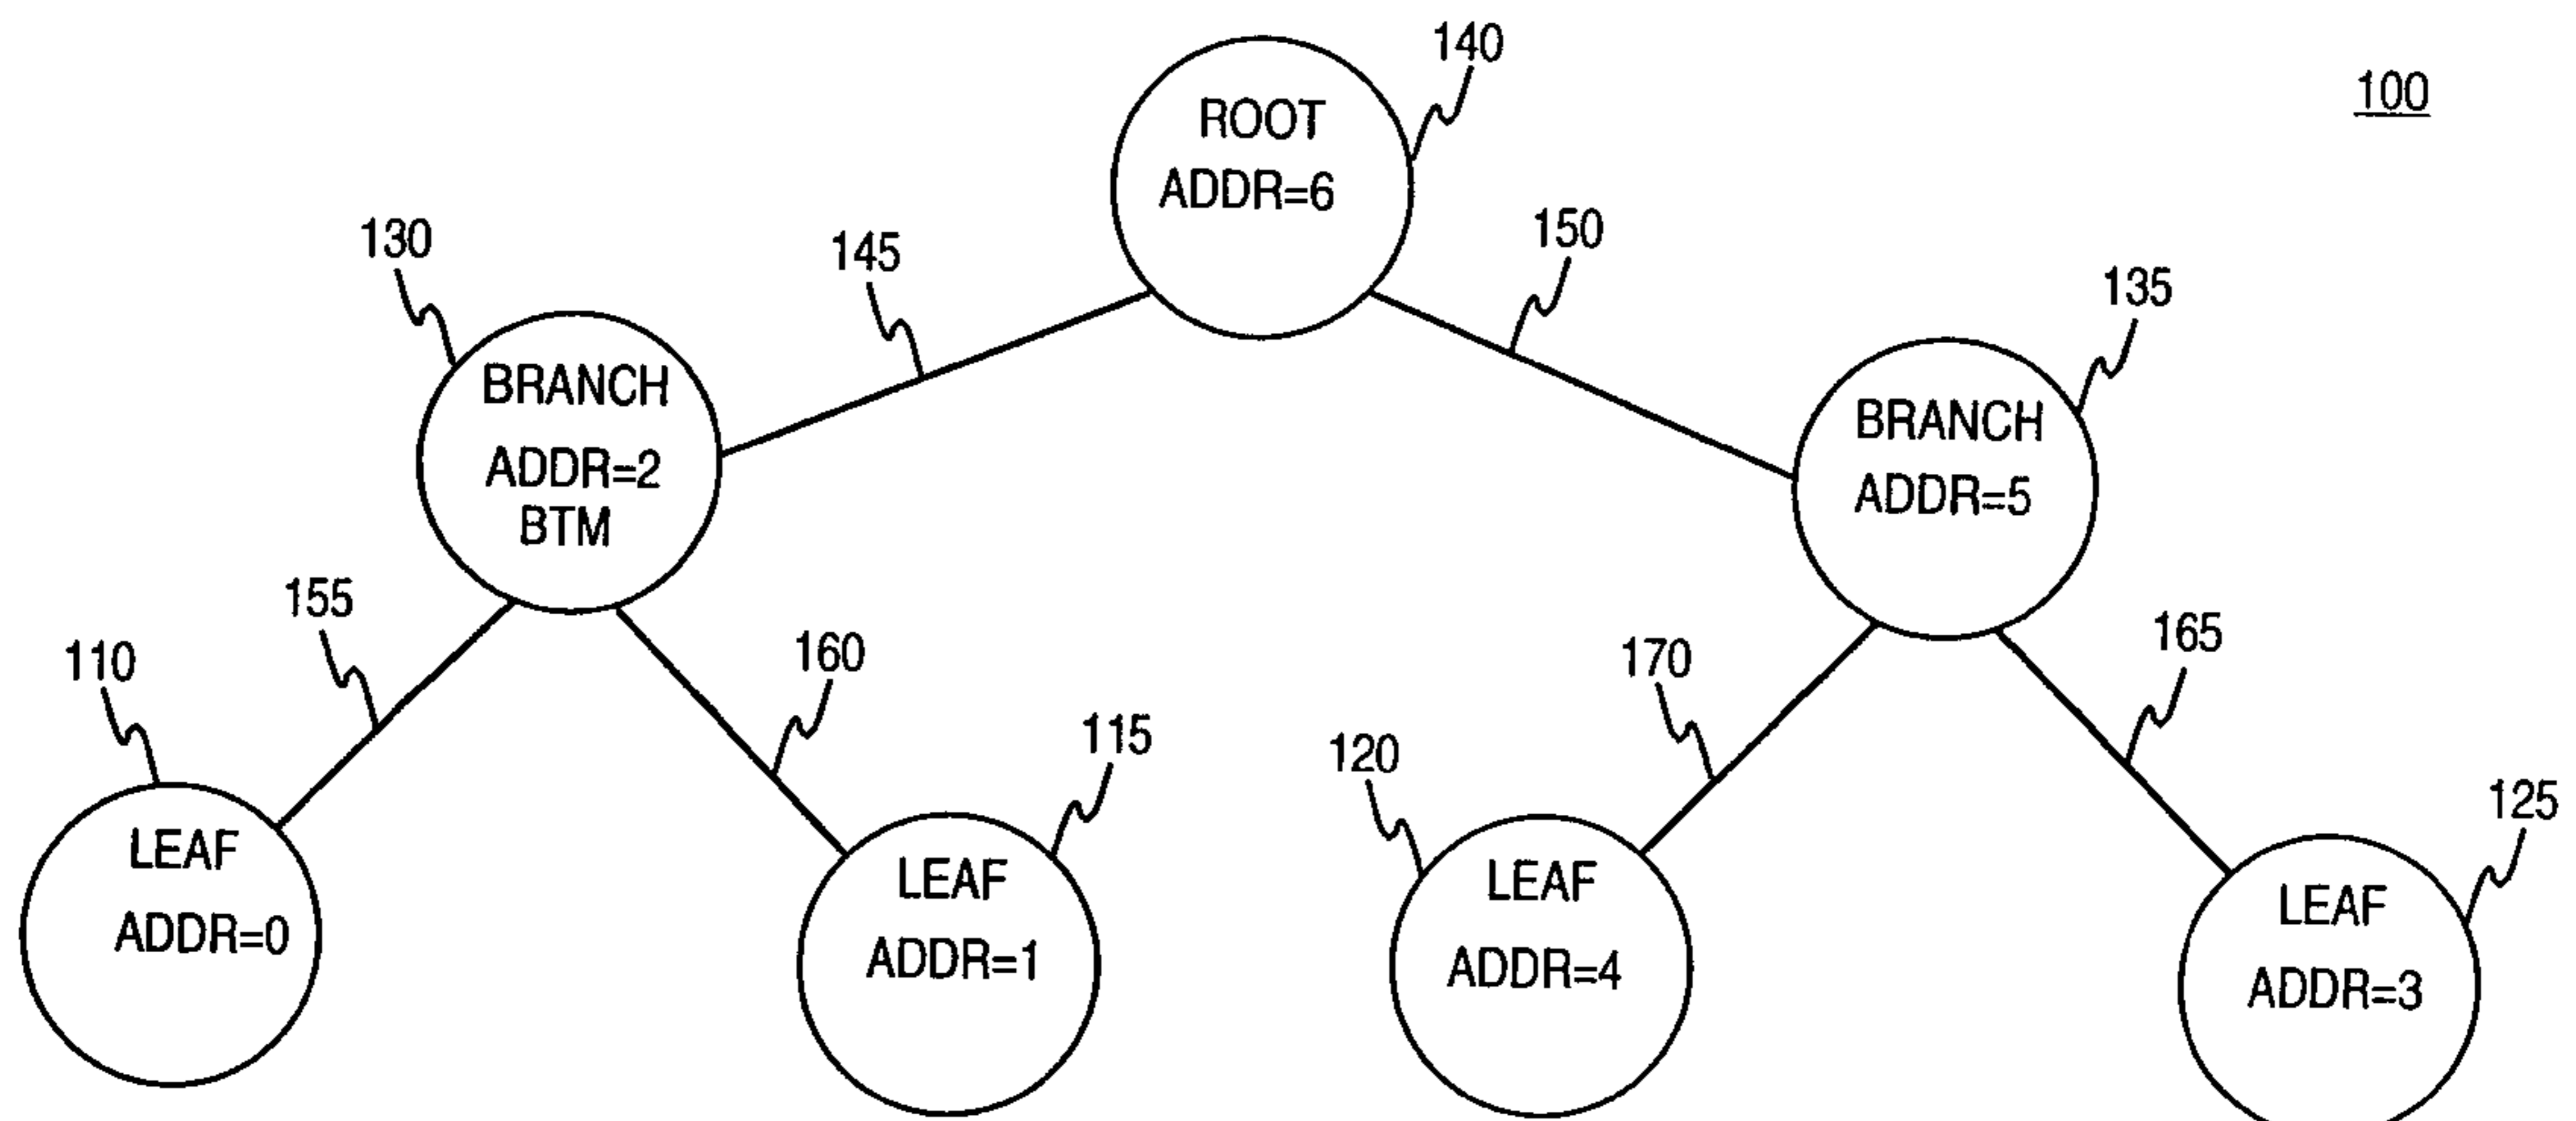 140
100
ROOT
ADDR=6
130
145
150
135
BRANCH
ADDR=2
BTM
BRANCH
ADDR=5
155
110
160
115
170
165
120
125
LEAF
ADDR=0
LEAF
ADDR=1
LEAF
ADDR=4
LEAF
ADDR=3